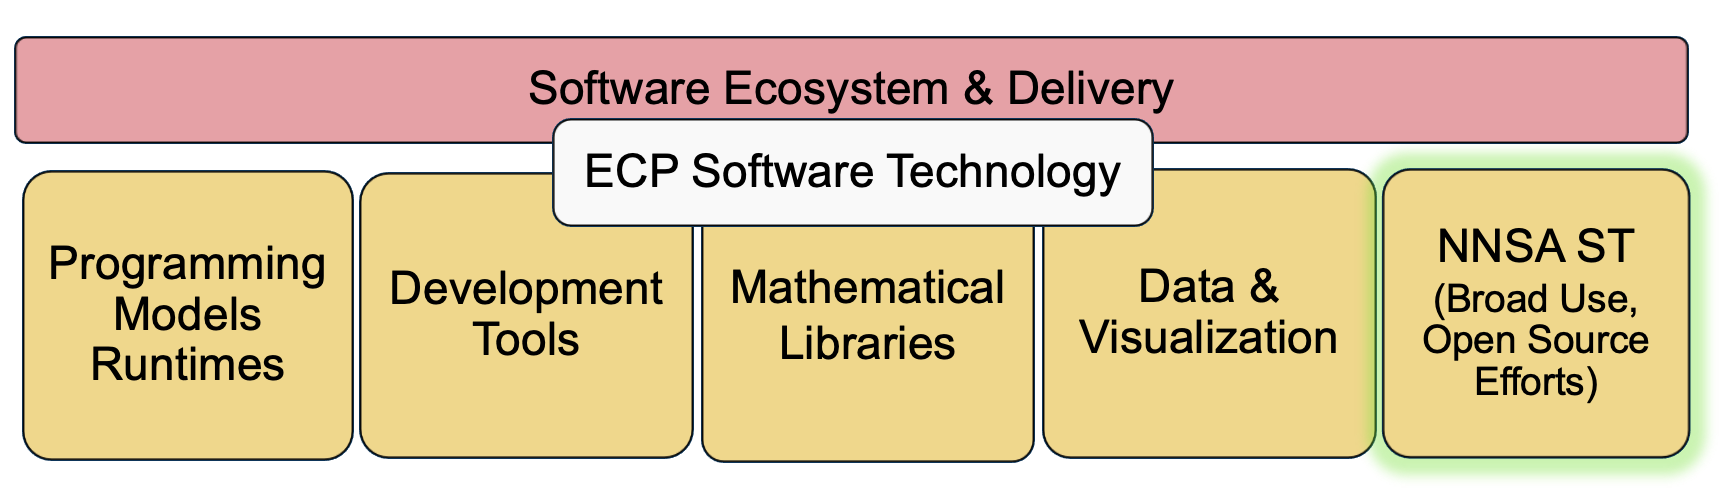 Software Ecosystem & Delivery
ECP Software Technology
Programming
Models
Runtimes
Development
Tools
Mathematical
Libraries
Data &
Visualization
NNSA ST
(Broad Use,
Open Source
Efforts)